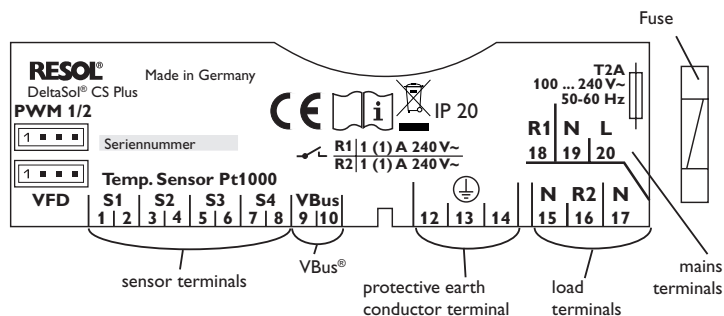 Fuse
RESOL®
DeltaSol® CS Plus
Made in Germany
T2A
100 ... 240 V~
50-60 Hz
PWM 1/2
1
Seriennummer
CE
i
IP 20
R1 1 (1) A 240 V~
R2 1 (1) A 240 V~
R1 N L
18 19 20
1
VFD
Temp. Sensor Pt1000
S1 S2 S3 S4 VBus
1 2 3 4 5 6 7 8 9 10
12 13 14
N R2 N
15 16 17
sensor terminals
VBus®
protective earth
conductor terminal
load
terminals
mains
terminals